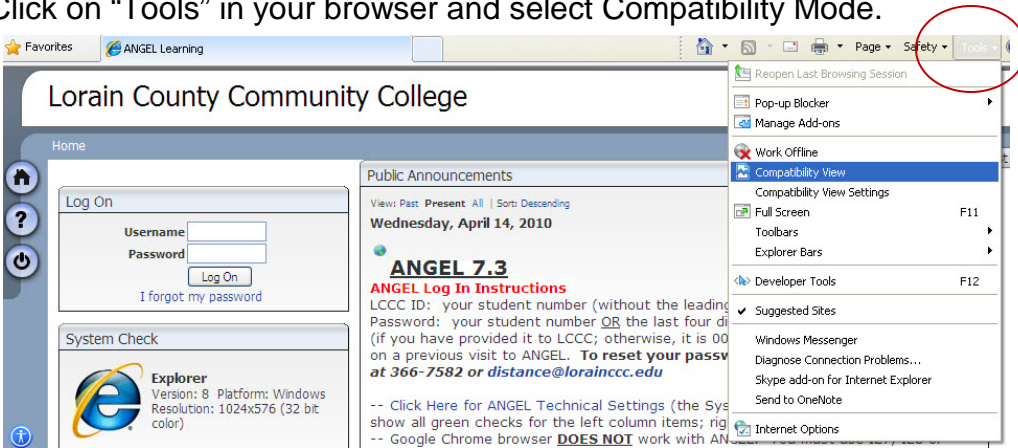 Click on “Tools” in your browser and select Compatibility Mode.
Favorites
ANGEL Learning
Page
Safety
Tools
Lorain County Community College
Home
Log On
Username
Password
Log On
I forgot my password
System Check
Explorer
Version: 8 Platform: Windows
Resolution: 1024x576 (32 bit
color)
Public Announcements
View: Past Present All | Sort: Descending
Wednesday, April 14, 2010
ANGEL 7.3
ANGEL Log In Instructions
LCCC ID: your student number (without the leading
Password: your student number OR the last four
(if you have provided it to LCCC; otherwise, it is
on a previous visit to ANGEL. To reset your
at 366-7582 or distance@lorainccc.edu
-- Click Here for ANGEL Technical Settings (the
show all green checks for the left column items;
-- Google Chrome browser DOES NOT work with
Reopen Last Browsing Session
Pop-up Blocker
Manage Add-ons
Work Offline
Compatibility View
Compatibility View Settings
Full Screen F11
Toolbars
Explorer Bars
Developer Tools F12
Suggested Sites
Windows Messenger
Diagnose Connection Problems...
Skype add-on for Internet Explorer
Send to OneNote
Internet Options